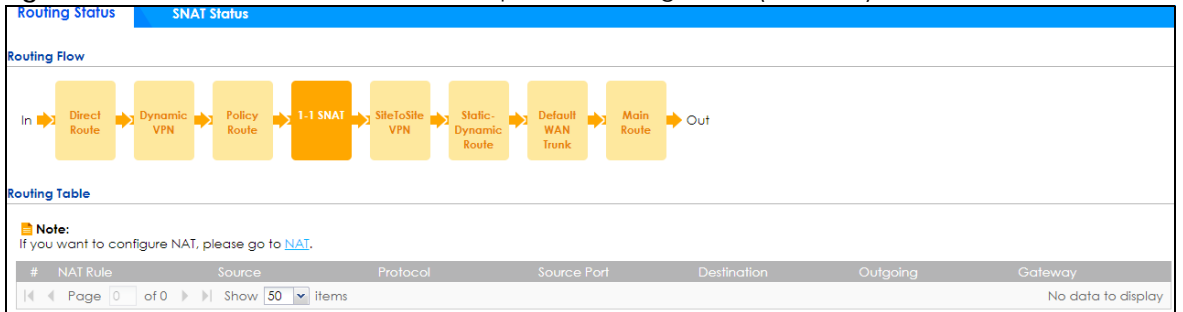 Routing Status SNAT Status
Routing Flow
In Direct Route Dynamic VPN Policy Route 1-1 SNAT SiteToSite VPN Static-Dynamic Route Default WAN Trunk Main Route Out
Routing Table
Note:
If you want to configure NAT, please go to NAT.
# NAT Rule Source Protocol Source Port Destination Outgoing Gateway
Page 0 of 0 Show 50 items No data to display